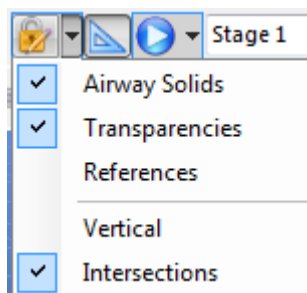 Stage 1
Airway Solids
Transparencies
References
Vertical
Intersections